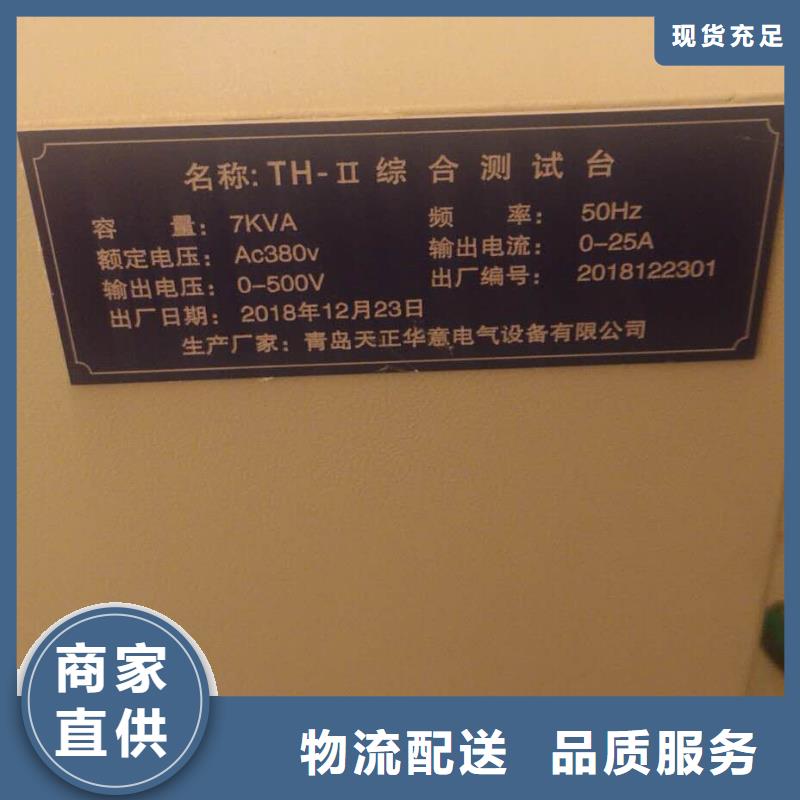 现货充足
名称: TH-II 综合测试台
容量: 7KVA 频率: 50Hz
额定电压: Ac380v 输出电流: 0-25A
输出电压: 0-500V 出厂编号: 2018122301
出厂日期: 2018年12月23日
生产厂家: 青岛天正华意电气设备有限公司
商家
直供
物流配送 品质服务